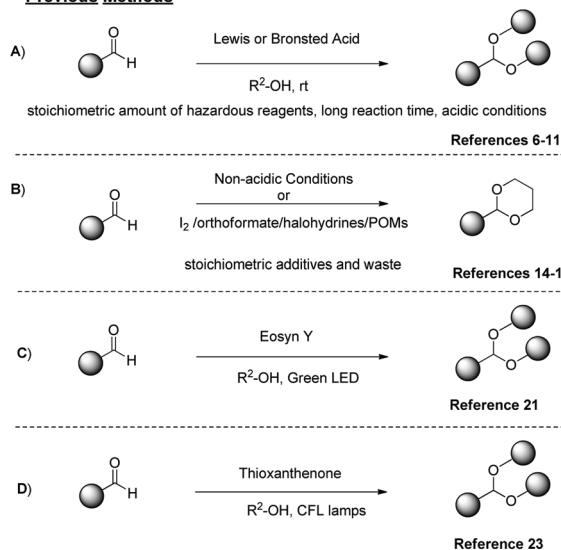 Previous Methods
A)
O
H
Lewis or Bronsted Acid
R2-OH, rt
O
O
stoichiometric amount of hazardous reagents, long reaction time, acidic conditions
References 6-11
B)
O
H
Non-acidic Conditions
or
I2 /orthoformate/halohydrines/POMs
stoichiometric additives and waste
O
O
References 14-1
C)
O
H
Eosyn Y
R2-OH, Green LED
O
O
Reference 21
D)
O
H
Thioxanthenone
R2-OH, CFL lamps
O
O
Reference 23